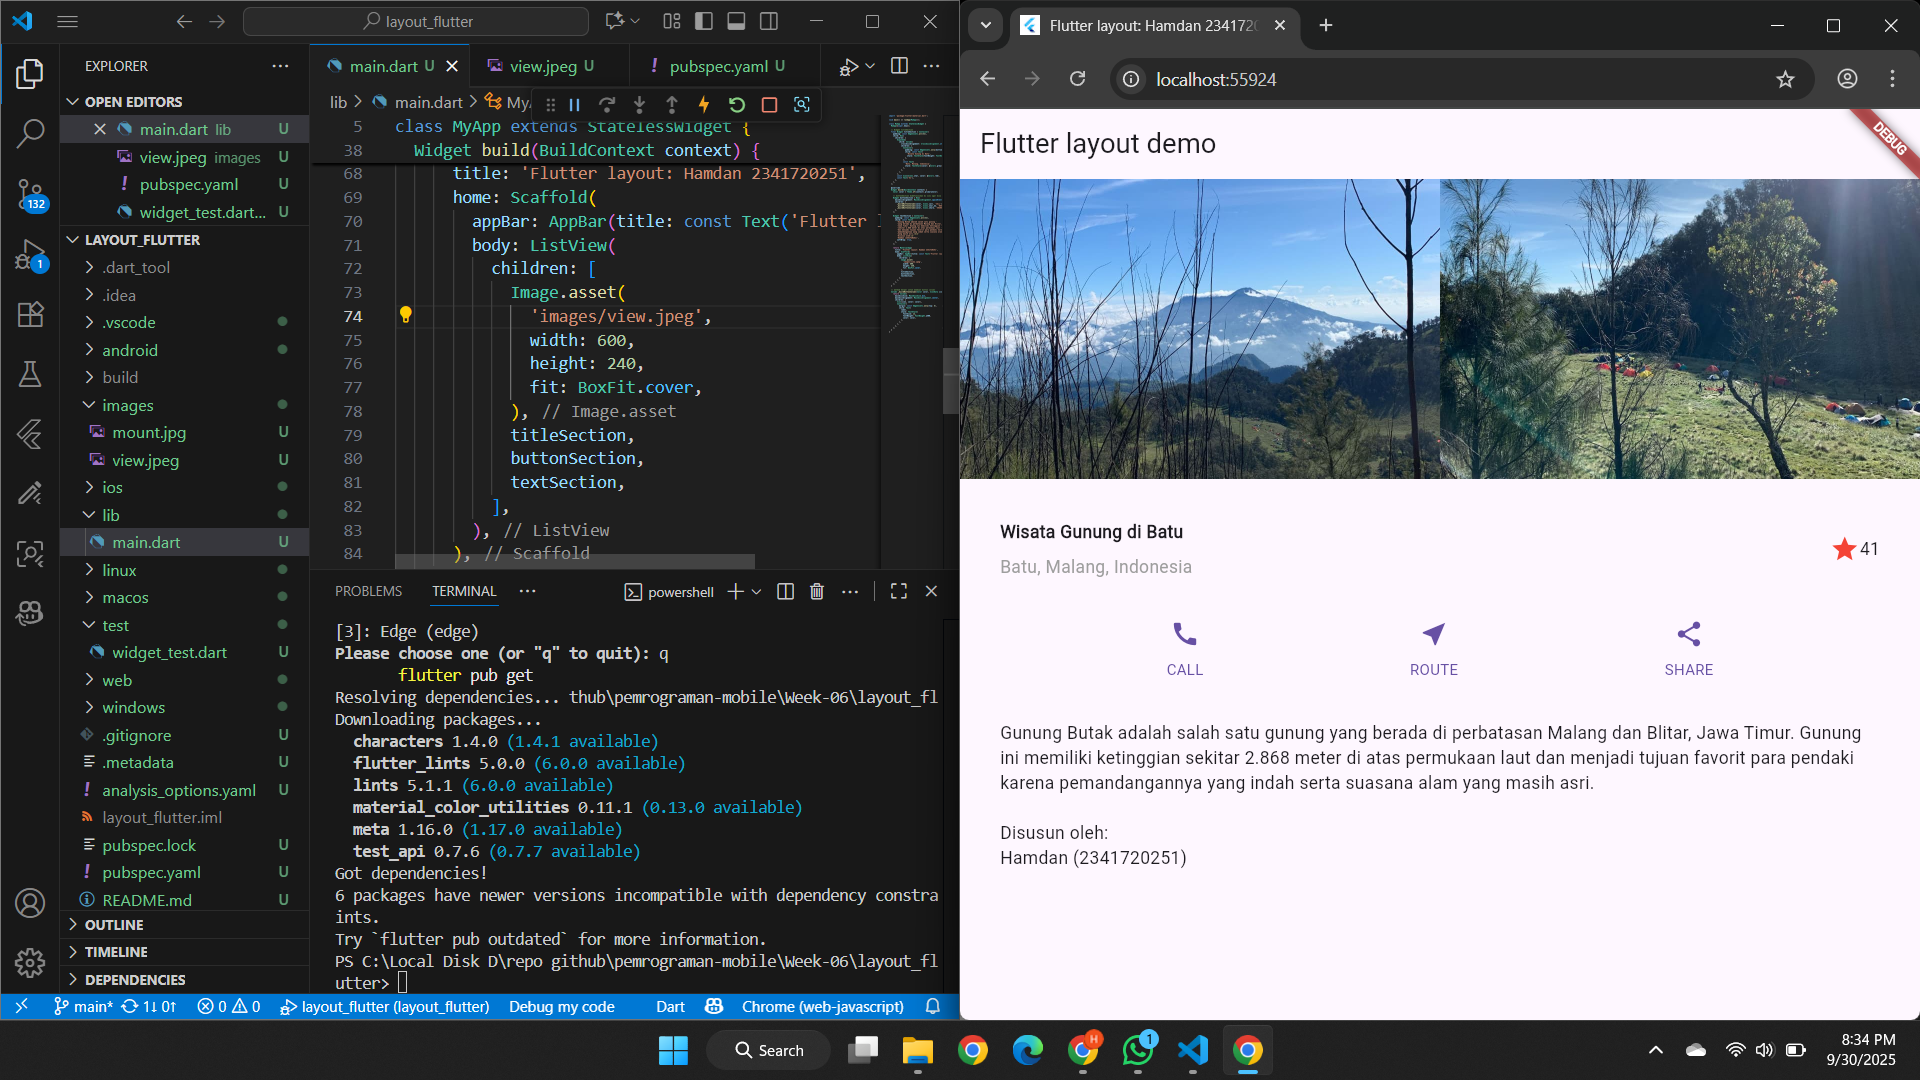 layout_flutter
EXPLORER
OPEN EDITORS
main.dart lib U
view.jpeg images U
pubspec.yaml U
widget_test.dart... U
LAYOUT_FLUTTER
.dart_tool
.idea
.vscode
android
build
images
mount.jpg U
view.jpeg U
ios
lib
main.dart U
linux
macos
test
widget_test.dart U
web
windows
.gitignore U
.metadata U
analysis_options.yaml U
layout_flutter.iml
pubspec.lock U
pubspec.yaml U
README.md U
OUTLINE
TIMELINE
DEPENDENCIES
132
1
main.dart U
view.jpeg U
pubspec.yaml U
lib > main.dart > My
5 class MyApp extends StatelessWidget {
38 Widget build(BuildContext context) {
68 title: 'Flutter layout: Hamdan 2341720251',
69 home: Scaffold(
70 appBar: AppBar(title: const Text('Flutter l
71 body: ListView(
72 children: [
73 Image.asset(
74 'images/view.jpeg',
75 width: 600,
76 height: 240,
77 fit: BoxFit.cover,
78 ), // Image.asset
79 titleSection,
80 buttonSection,
81 textSection,
82 ],
83 ), // ListView
84 ), // Scaffold
PROBLEMS TERMINAL powershell
[3]: Edge (edge)
Please choose one (or "q" to quit): q
flutter pub get
Resolving dependencies... thub\pemrograman-mobile\Week-06\layout_fl
Downloading packages...
characters 1.4.0 (1.4.1 available)
flutter_lints 5.0.0 (6.0.0 available)
lints 5.1.1 (6.0.0 available)
material_color_utilities 0.11.1 (0.13.0 available)
meta 1.16.0 (1.17.0 available)
test_api 0.7.6 (0.7.7 available)
Got dependencies!
6 packages have newer versions incompatible with dependency constra
ints.
Try `flutter pub outdated` for more information.
PS C:\Local Disk D\repo github\pemrograman-mobile\Week-06\layout_fl
utter>
main* 1↓ 0↑ 0 0 layout_flutter (layout_flutter) Debug my code Dart Chrome (web-javascript)
Flutter layout: Hamdan 23417202
localhost:55924
Flutter layout demo
DEBUG
Wisata Gunung di Batu
Batu, Malang, Indonesia
41
CALL ROUTE SHARE
Gunung Butak adalah salah satu gunung yang berada di perbatasan Malang dan Blitar, Jawa Timur. Gunung
ini memiliki ketinggian sekitar 2.868 meter di atas permukaan laut dan menjadi tujuan favorit para pendaki
karena pemandangannya yang indah serta suasana alam yang masih asri.
Disusun oleh:
Hamdan (2341720251)
Search
H
1
8:34 PM
9/30/2025